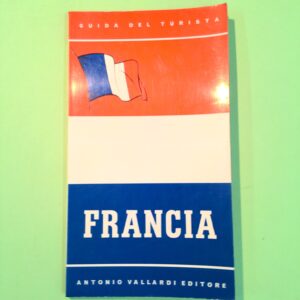 GUIDA DEL TURISTA
FRANCIA
ANTONIO VALLARDI EDITORE